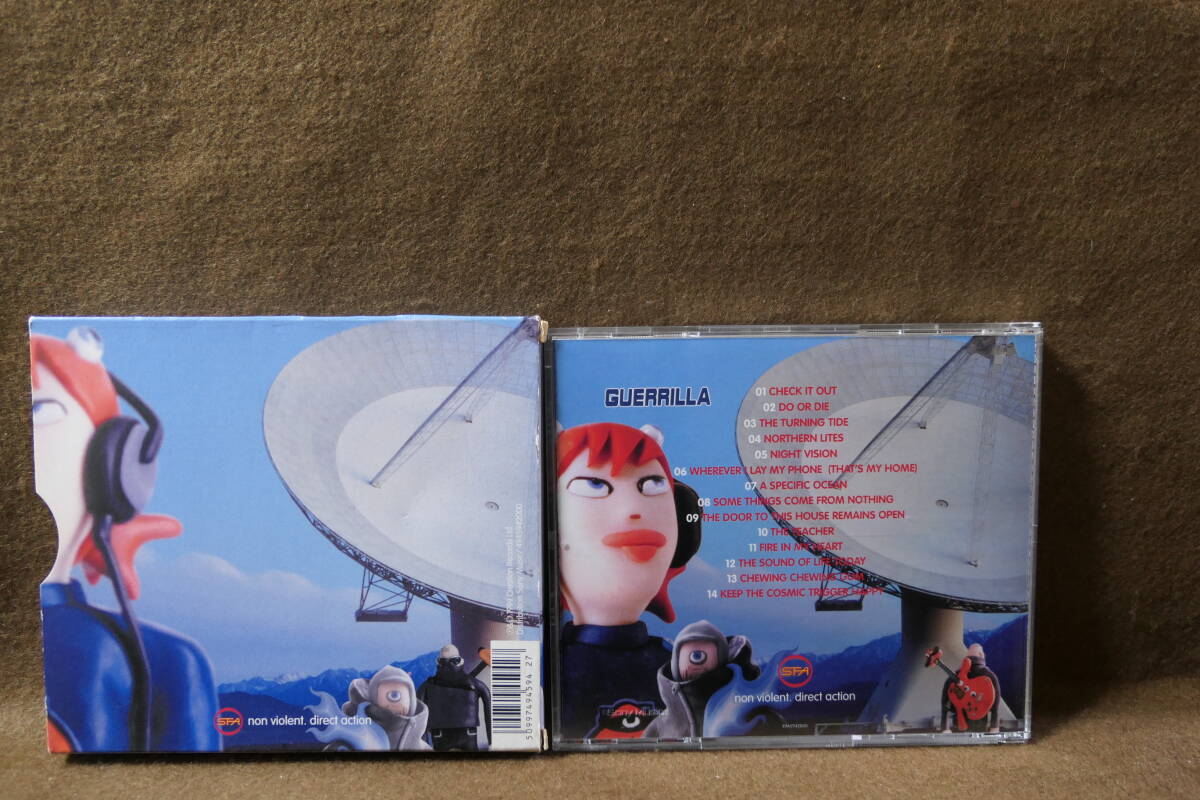 SFA non violent. direct action
5 099749 459427
GUERRILLA
01 CHECK IT OUT
02 DO OR DIE
03 THE TURNING TIDE
04 NORTHERN LITES
05 NIGHT VISION
06 WHEREVER I LAY MY PHONE (THAT'S MY HOME)
07 A SPECIFIC OCEAN
08 SOME THINGS COME FROM NOTHING
09 THE DOOR TO THIS HOUSE REMAINS OPEN
10 THE TEACHER
11 FIRE IN MY HEART
12 THE SOUND OF LIFE TODAY
13 CHEWING CHEWING GUM
14 KEEP THE COSMIC TRIGGER HAPPY
SFA
non violent. direct action